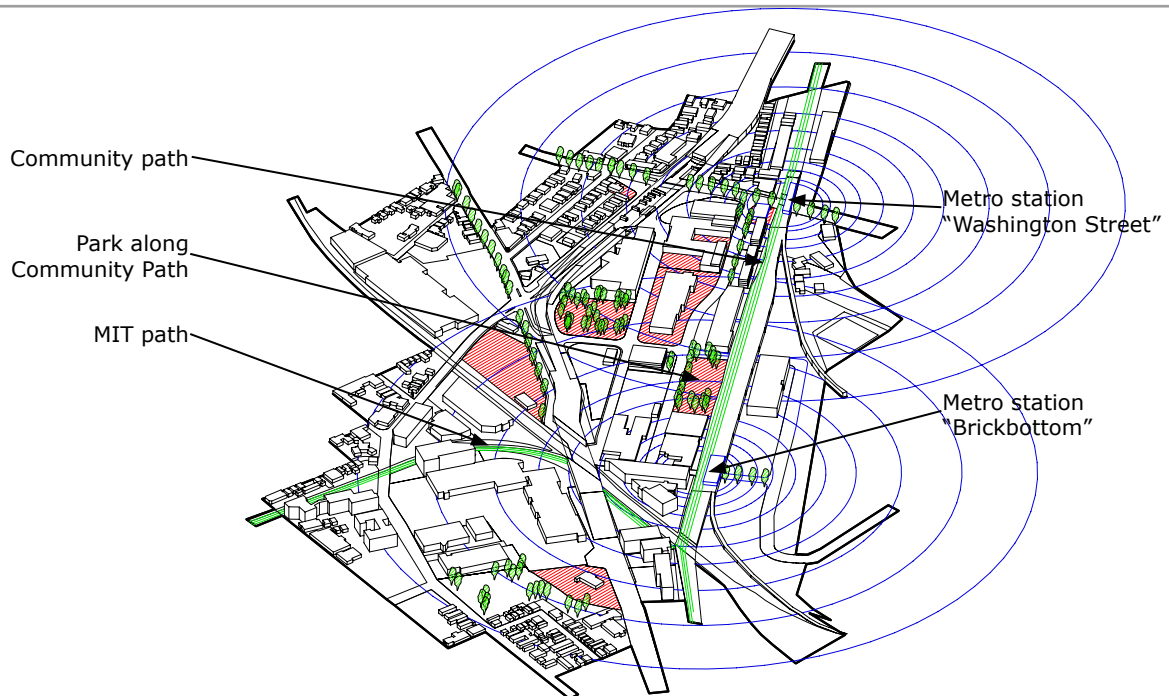 Community path
Park along
Community Path
MIT path
Metro station
“Washington Street”
Metro station
“Brickbottom”